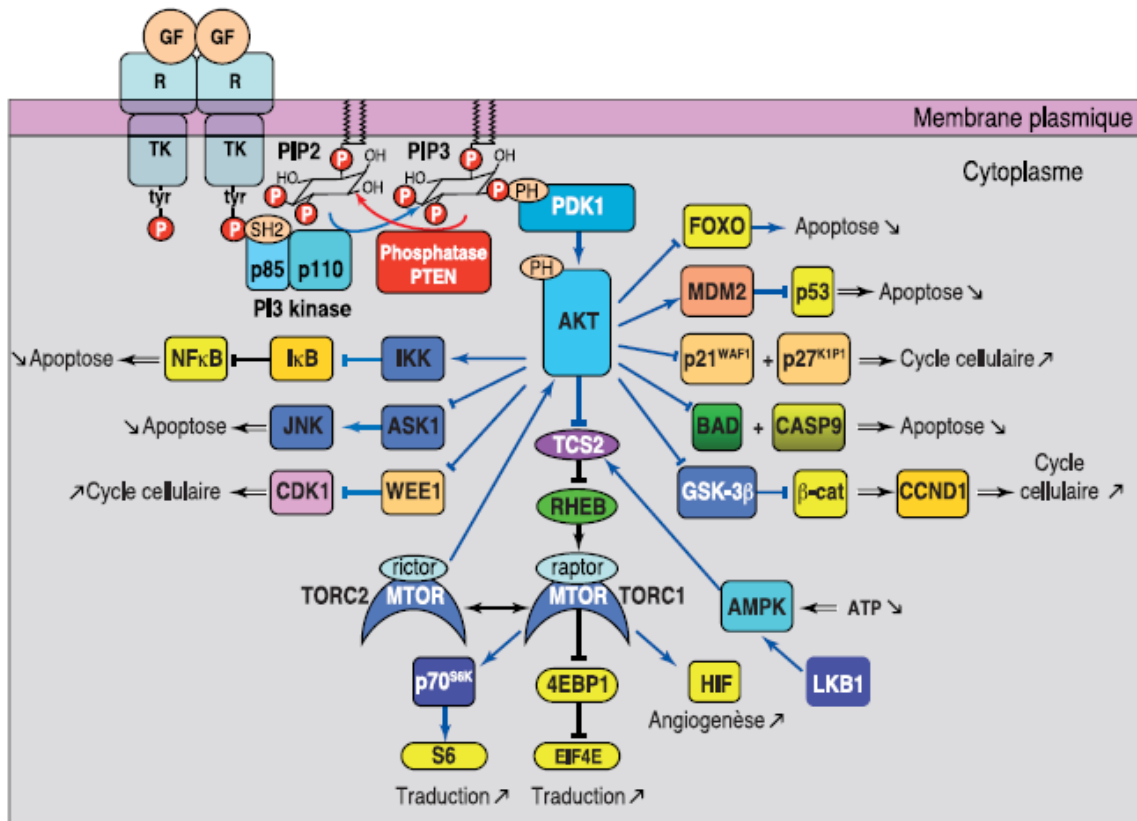 GF GF
R R
Membrane plasmique
TK TK
PIP2 PIP3
OH OH
HO OH HO
P P P P P P P
tyr tyr
P P
Cytoplasme
SH2
p85 p110
PI3 kinase
Phosphatase
PTEN
PH
PDK1
PH
AKT
FOXO Apoptose ↘
MDM2 p53 Apoptose ↘
p21WAF1 + p27K1P1 Cycle cellulaire ↗
BAD + CASP9 Apoptose ↘
GSK-3β β-cat CCND1 Cycle
cellulaire ↗
↘ Apoptose NFκB IκB IKK
↘ Apoptose JNK ASK1
↗ Cycle cellulaire CDK1 WEE1
TCS2
RHEB
rictor raptor
TORC2 MTOR MTOR TORC1
AMPK ATP ↘
p70S6K 4EBP1 HIF LKB1
Angiogenèse ↗
S6 EIF4E
Traduction ↗ Traduction ↗